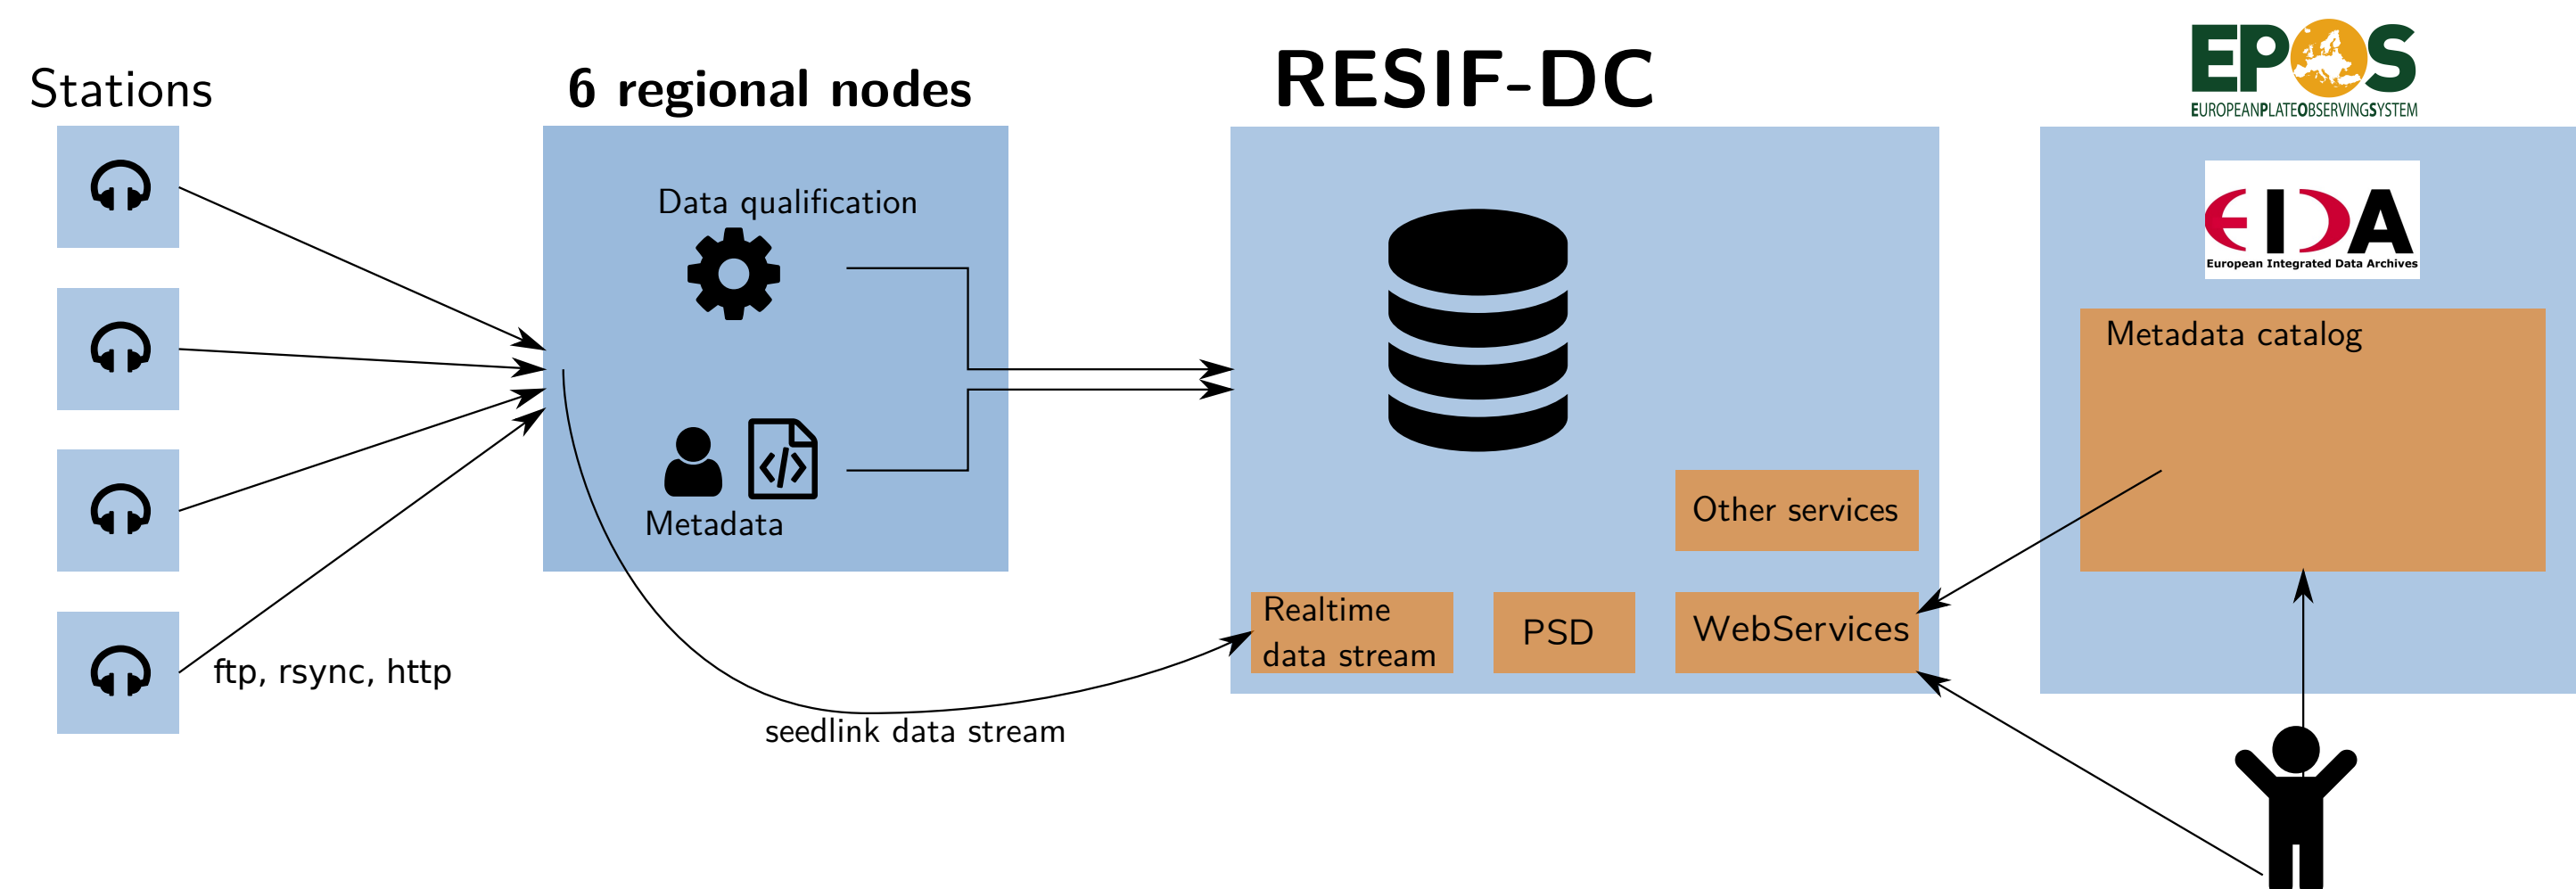 Stations
ftp, rsync, http
6 regional nodes
Data qualification
Metadata
seedlink data stream
RESIF-DC
Other services
Realtime
data stream
PSD
WebServices
EPOS
EUROPEANPLATEOBSERVINGSYSTEM
EIDA
European Integrated Data Archives
Metadata catalog